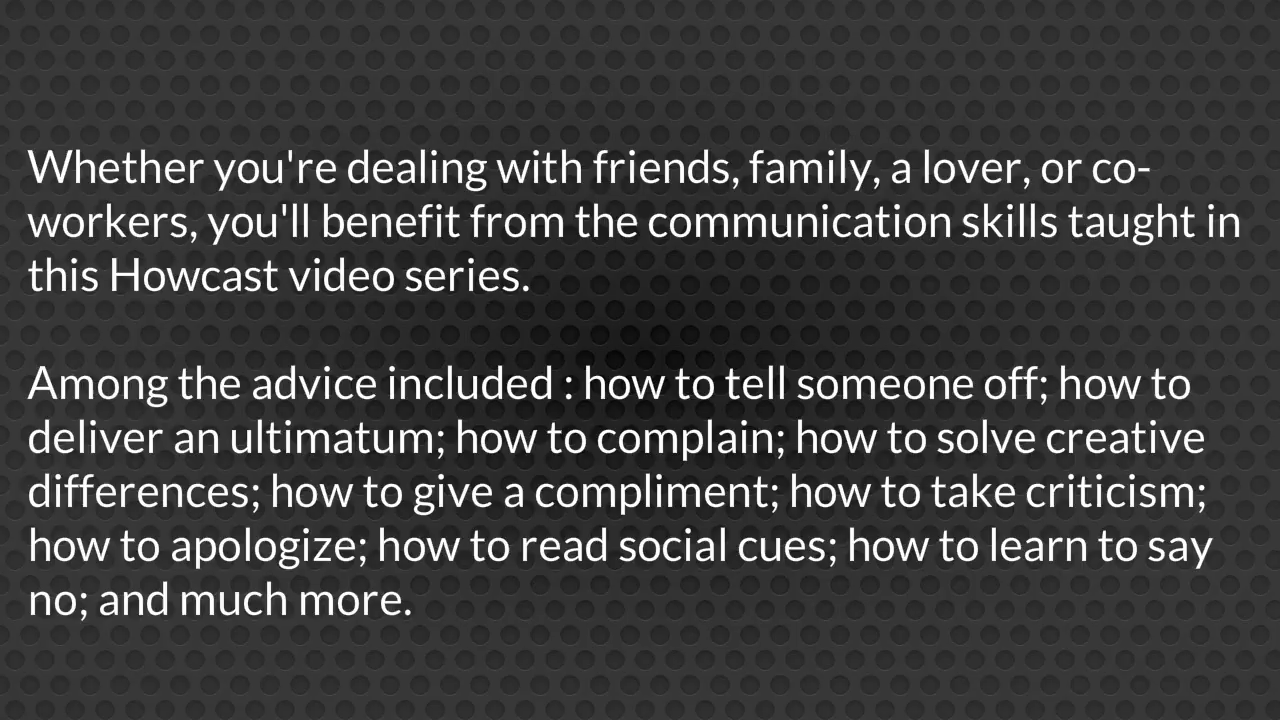 Whether you're dealing with friends, family, a lover, or co-
workers, you'll benefit from the communication skills taught in
this Howcast video series.
Among the advice included : how to tell someone off; how to
deliver an ultimatum; how to complain; how to solve creative
differences; how to give a compliment; how to take criticism;
how to apologize; how to read social cues; how to learn to say
no; and much more.